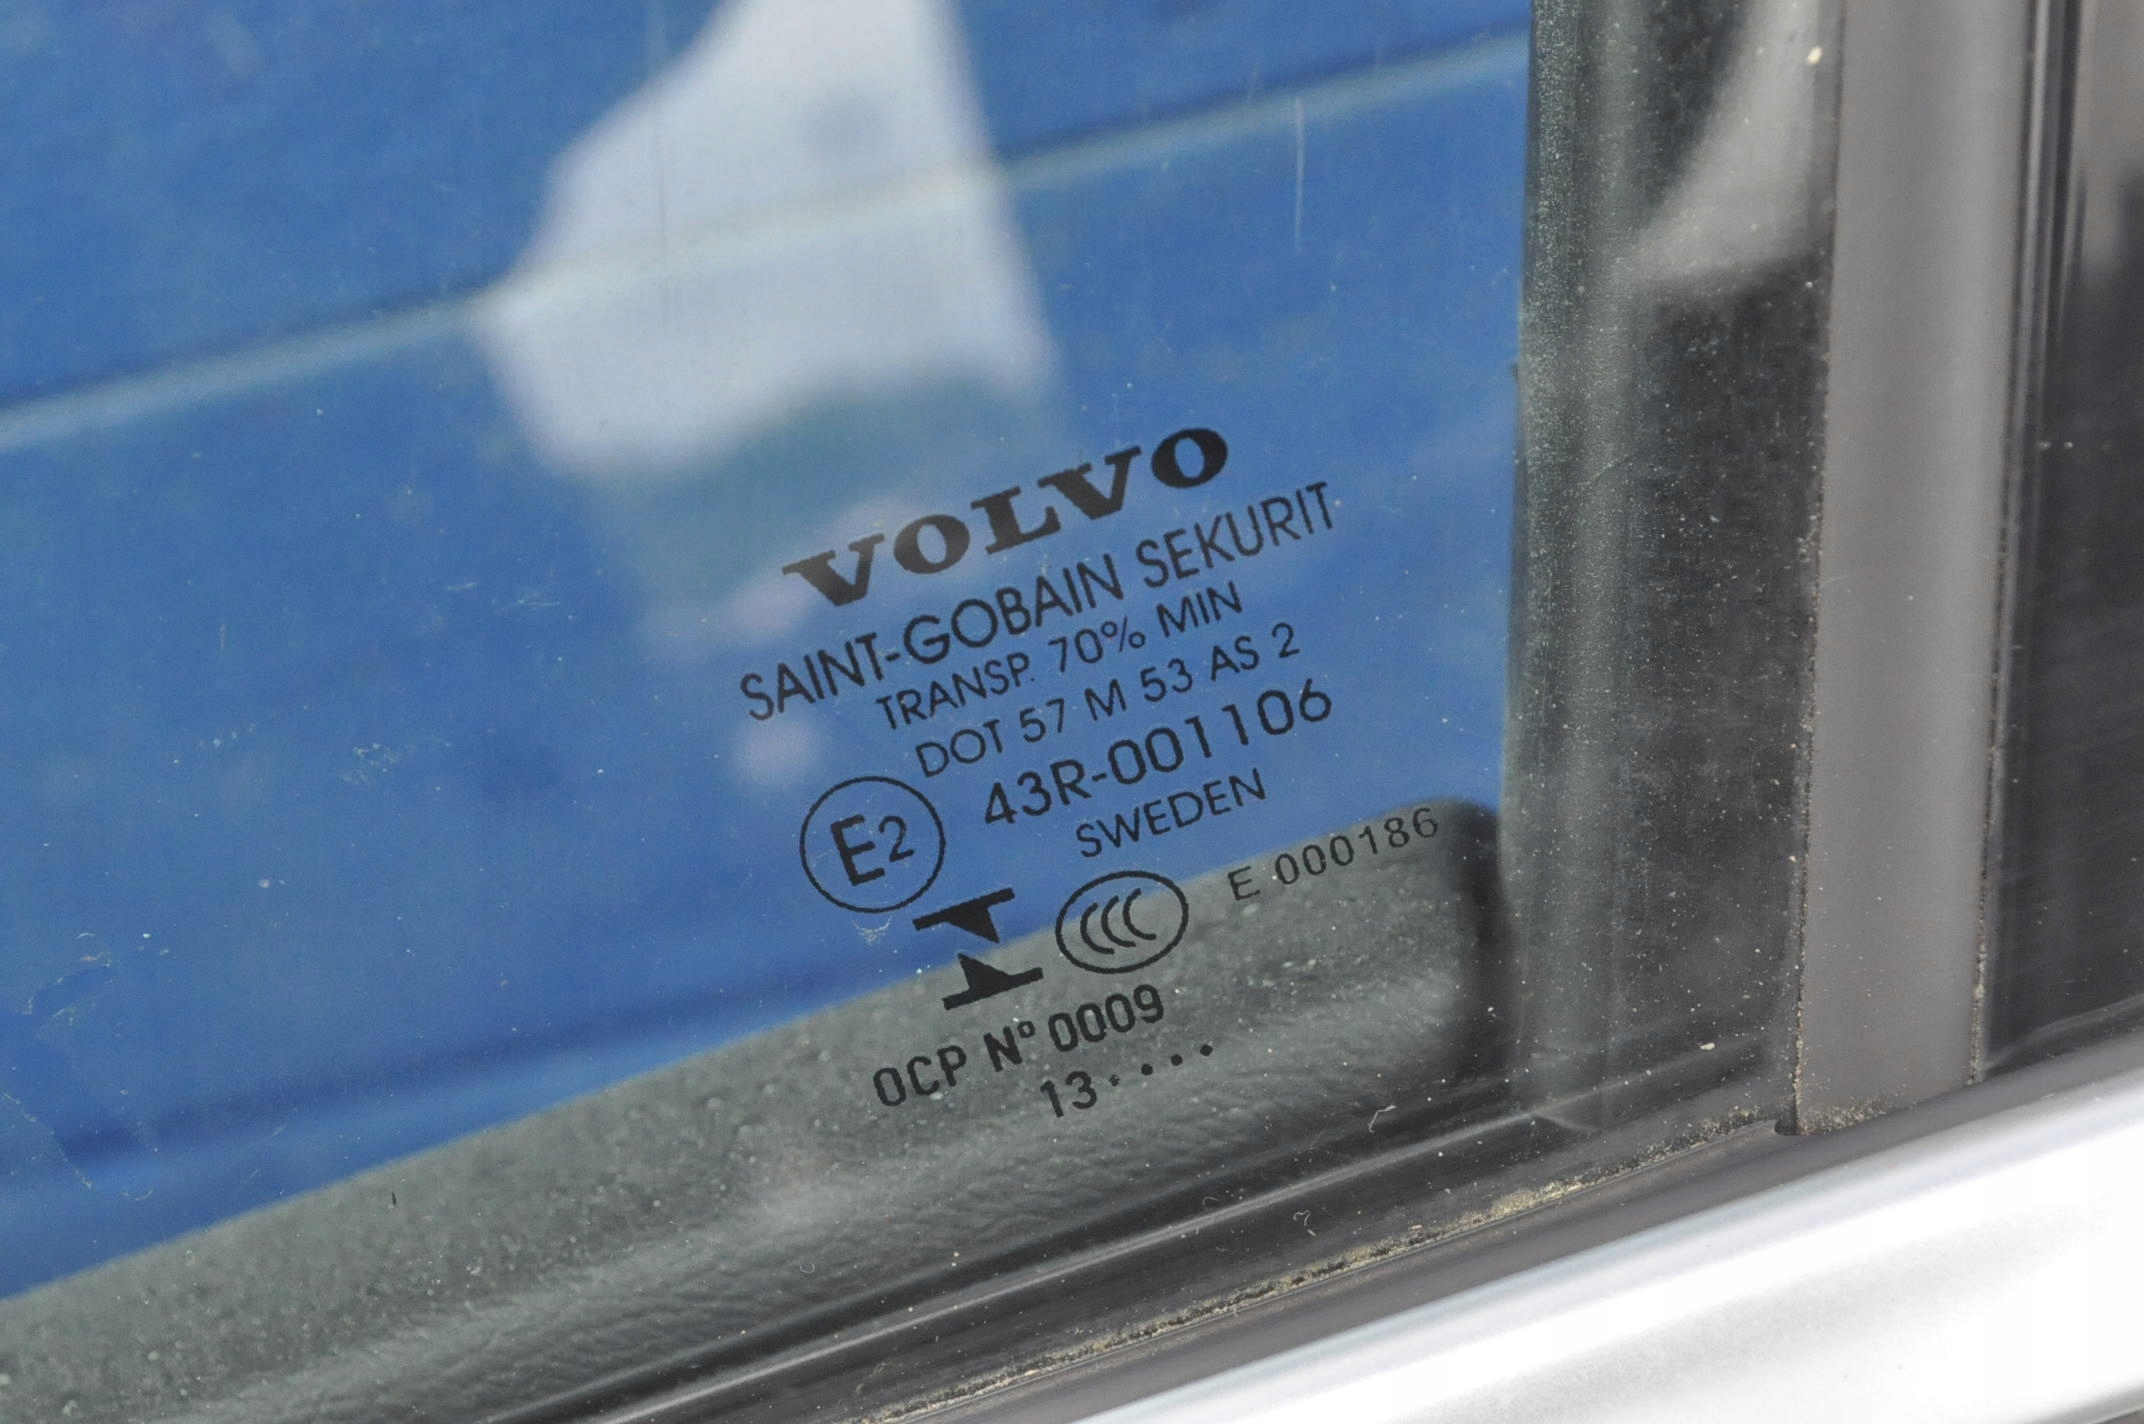 VOLVO
SAINT-GOBAIN SEKURIT
TRANSP. 70% MIN
DOT 57 M 53 AS 2
E2 43R-001106
SWEDEN
CCC E 000186
OCP N° 0009
13....